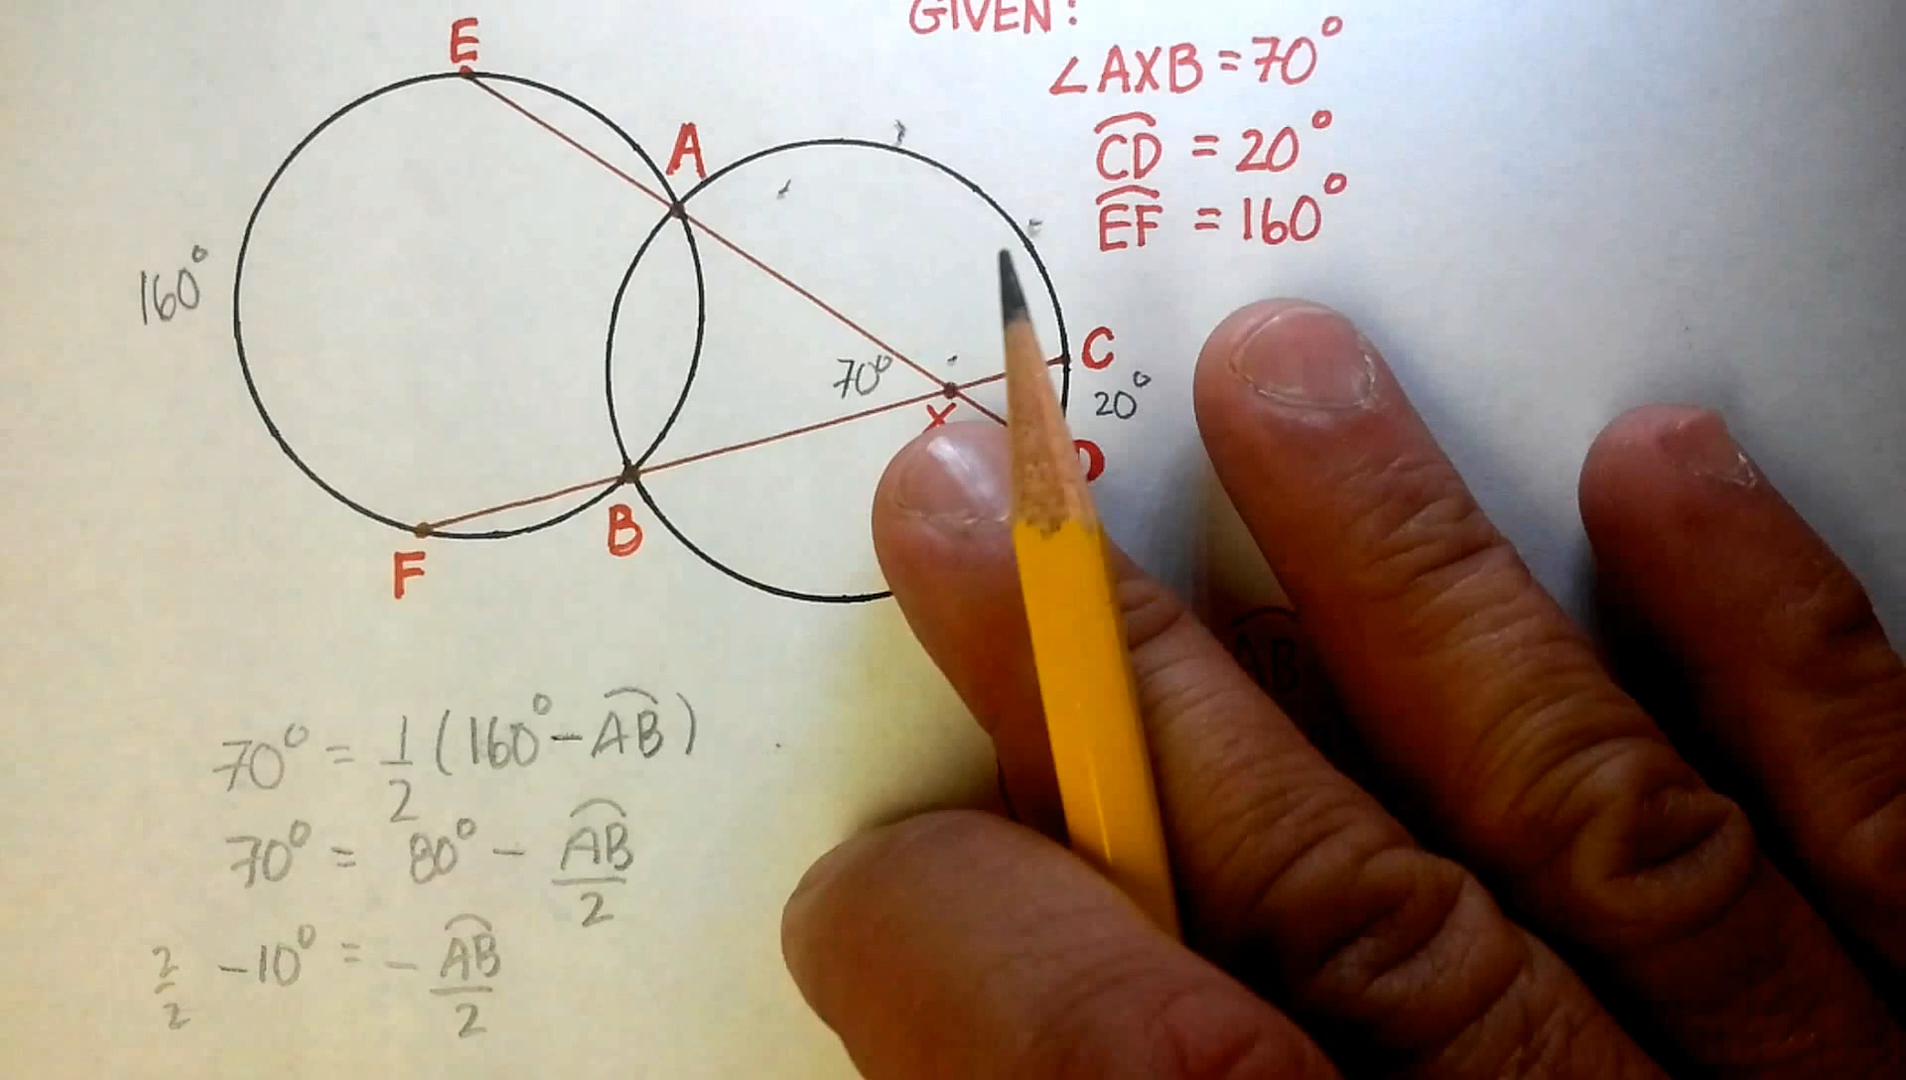 GIVEN:
∠AXB = 70°
CD = 20°
EF = 160°
E
A
160°
70°
C
20°
X
D
B
F
AB
70° = 1/2 (160° - AB)
70° = 80° - AB/2
2/2 -10° = - AB/2